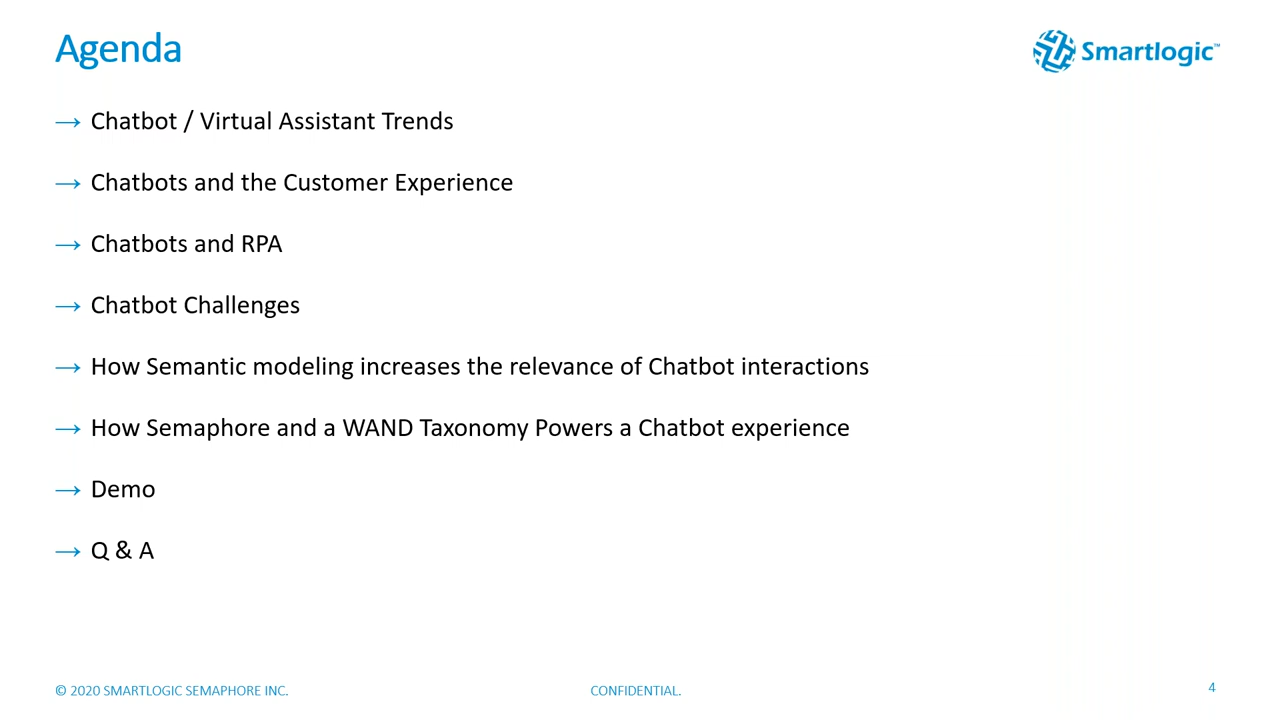 Agenda
Smartlogic™
→ Chatbot / Virtual Assistant Trends
→ Chatbots and the Customer Experience
→ Chatbots and RPA
→ Chatbot Challenges
→ How Semantic modeling increases the relevance of Chatbot interactions
→ How Semaphore and a WAND Taxonomy Powers a Chatbot experience
→ Demo
→ Q & A
© 2020 SMARTLOGIC SEMAPHORE INC.
CONFIDENTIAL.
4